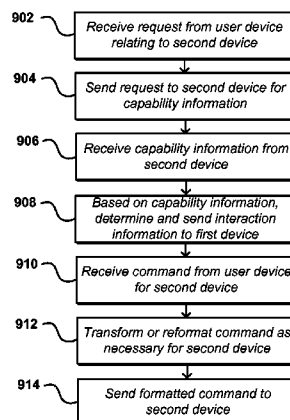 902
Receive request from user device
relating to second device
904
Send request to second device for
capability information
906
Receive capability information from
second device
908
Based on capability information,
determine and send interaction
information to first device
910
Receive command from user device
for second device
912
Transform or reformat command as
necessary for second device
914
Send formatted command to
second device